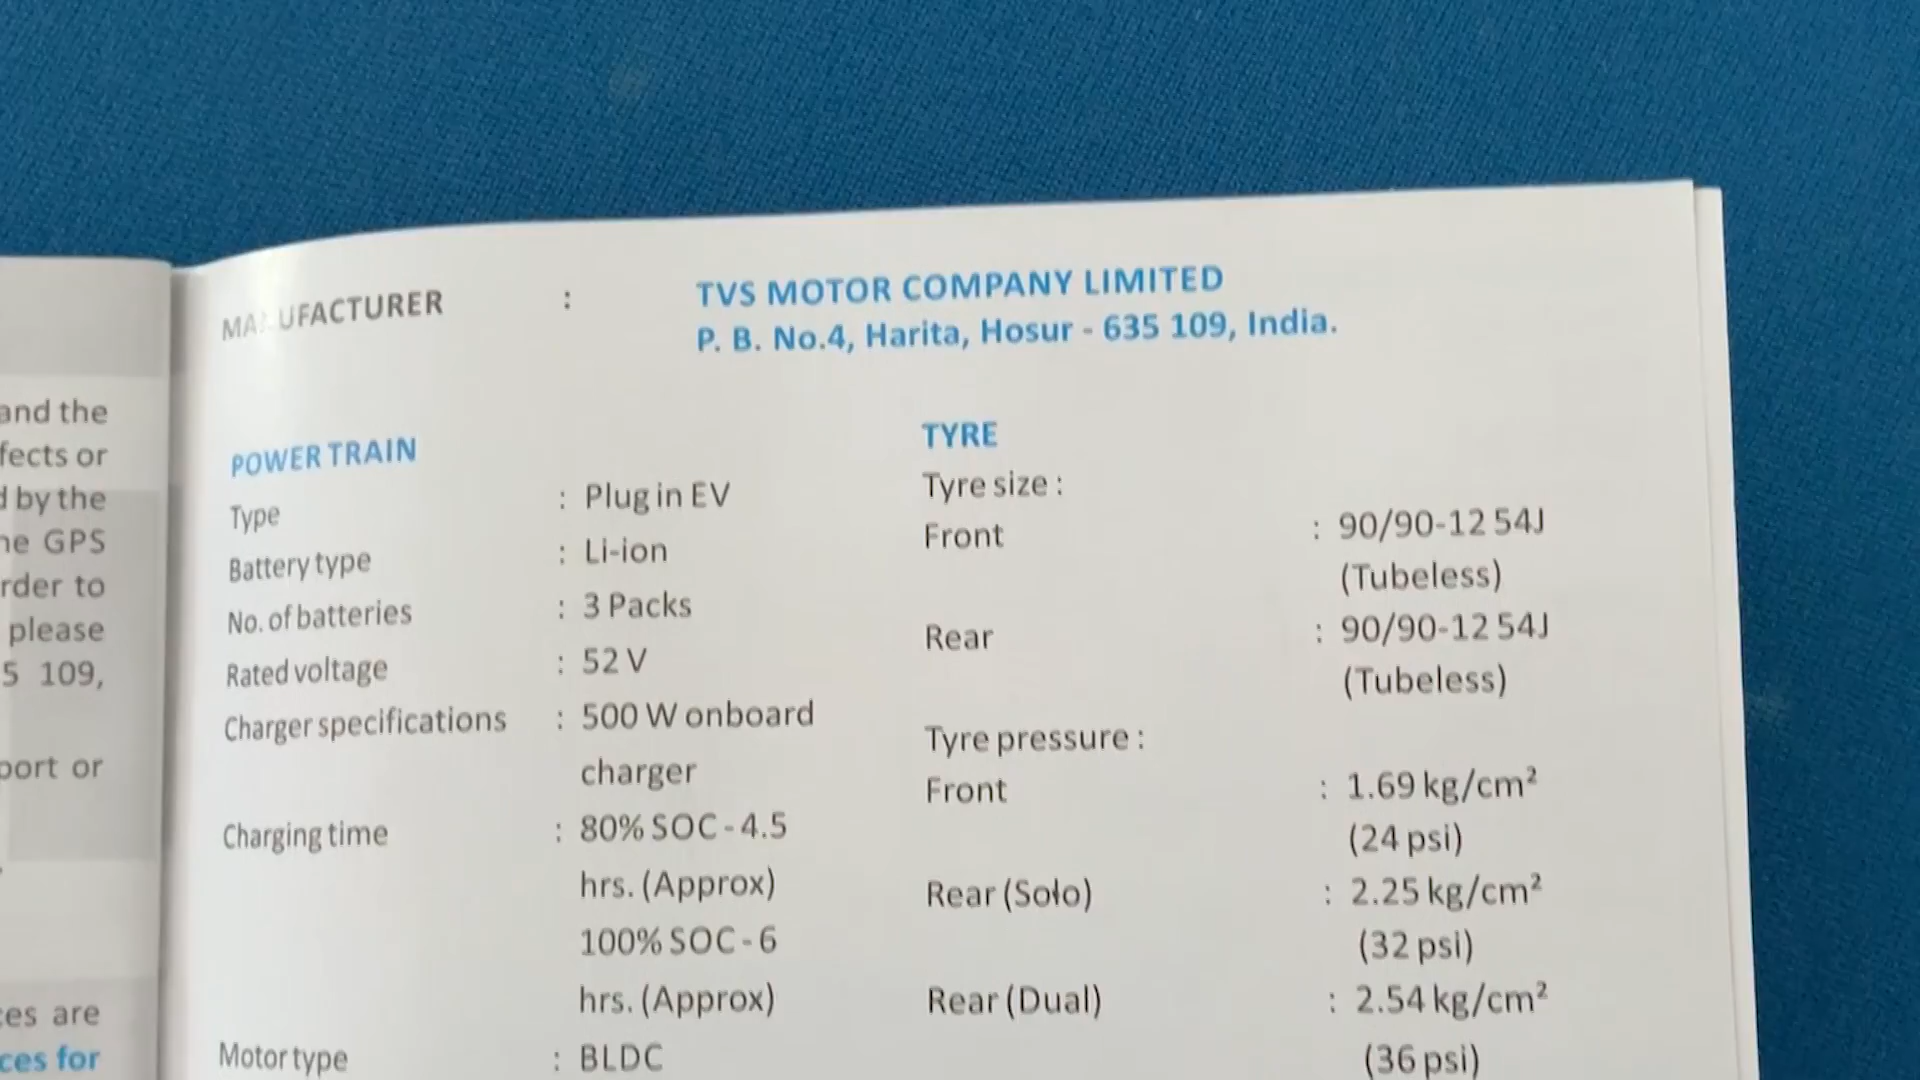 and the
fects or
d by the
he GPS
rder to
please
5 109,
port or
ces are
ces for
MANUFACTURER : TVS MOTOR COMPANY LIMITED
P. B. No.4, Harita, Hosur - 635 109, India.
POWER TRAIN
Type : Plug in EV
Battery type : Li-ion
No. of batteries : 3 Packs
Rated voltage : 52 V
Charger specifications : 500 W onboard
charger
Charging time : 80% SOC - 4.5
hrs. (Approx)
100% SOC - 6
hrs. (Approx)
Motor type : BLDC
TYRE
Tyre size :
Front : 90/90-12 54J
(Tubeless)
Rear : 90/90-12 54J
(Tubeless)
Tyre pressure :
Front : 1.69 kg/cm²
(24 psi)
Rear (Solo) : 2.25 kg/cm²
(32 psi)
Rear (Dual) : 2.54 kg/cm²
(36 psi)